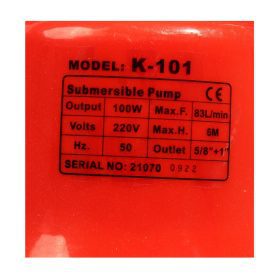 MODEL: K-101
Submersible Pump CE
Output 100W Max.F. 83L/min
Volts 220V Max.H. 6M
Hz. 50 Outlet 5/8"+1"
SERIAL NO: 21070 0922